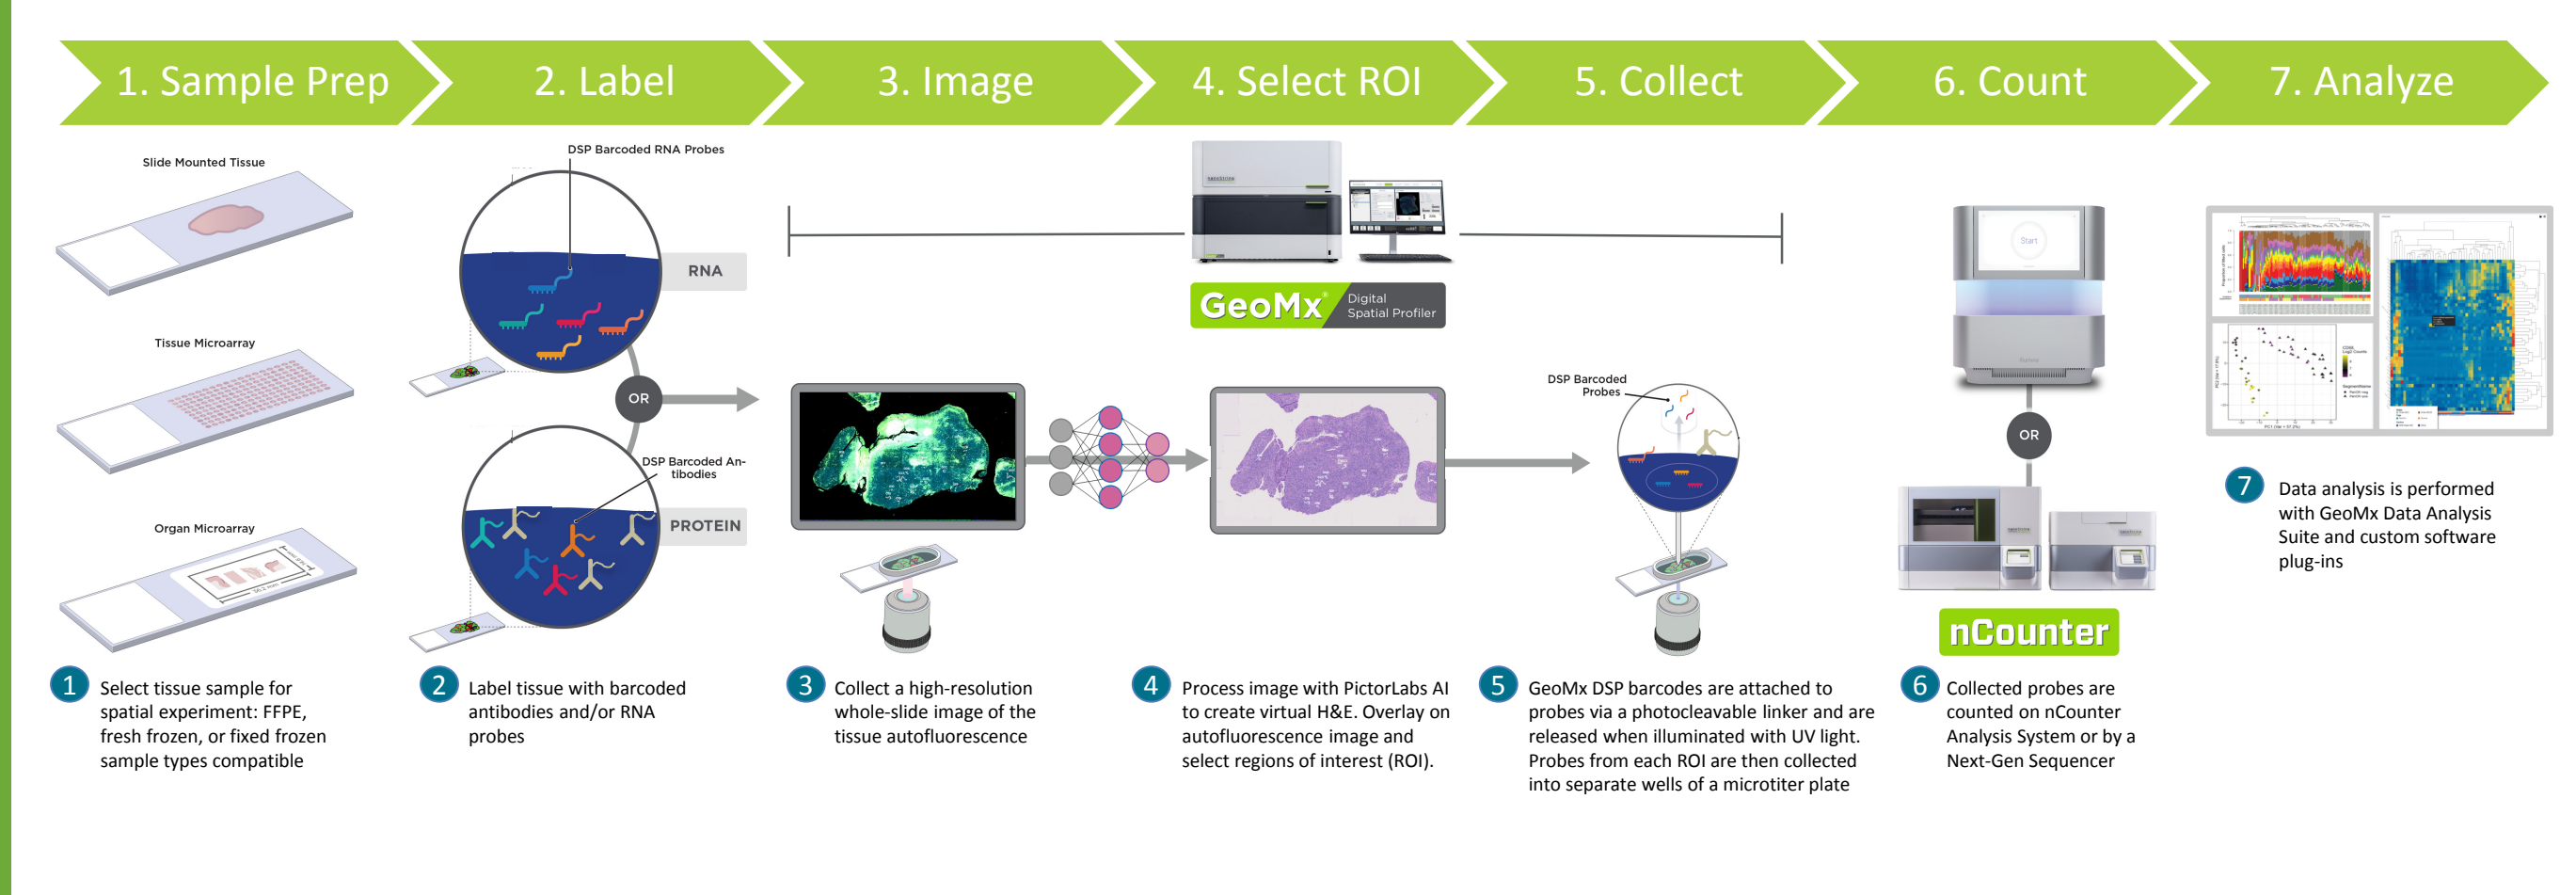 1. Sample Prep
2. Label
3. Image
4. Select ROI
5. Collect
6. Count
7. Analyze
Slide Mounted Tissue
Tissue Microarray
Organ Microarray
DSP Barcoded RNA Probes
RNA
OR
DSP Barcoded An-
tibodies
PROTEIN
nanoString
GeoMx® Digital
Spatial Profiler
DSP Barcoded
Probes
Start
OR
nCounter
1
Select tissue sample for
spatial experiment: FFPE,
fresh frozen, or fixed frozen
sample types compatible
2
Label tissue with barcoded
antibodies and/or RNA
probes
3
Collect a high-resolution
whole-slide image of the
tissue autofluorescence
4
Process image with PictorLabs AI
to create virtual H&E. Overlay on
autofluorescence image and
select regions of interest (ROI).
5
GeoMx DSP barcodes are attached to
probes via a photocleavable linker and are
released when illuminated with UV light.
Probes from each ROI are then collected
into separate wells of a microtiter plate
6
Collected probes are
counted on nCounter
Analysis System or by a
Next-Gen Sequencer
7
Data analysis is performed
with GeoMx Data Analysis
Suite and custom software
plug-ins